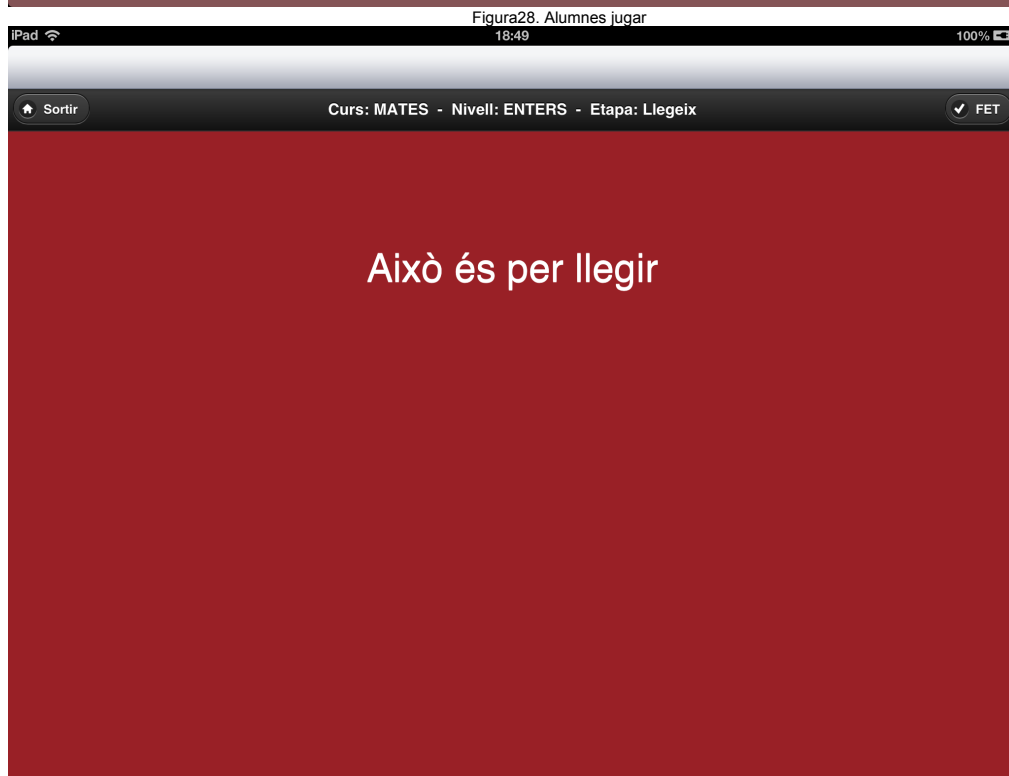 Figura28. Alumnes jugar
iPad 18:49 100%
Sortir Curs: MATES - Nivell: ENTERS - Etapa: Llegeix FET
Això és per llegir